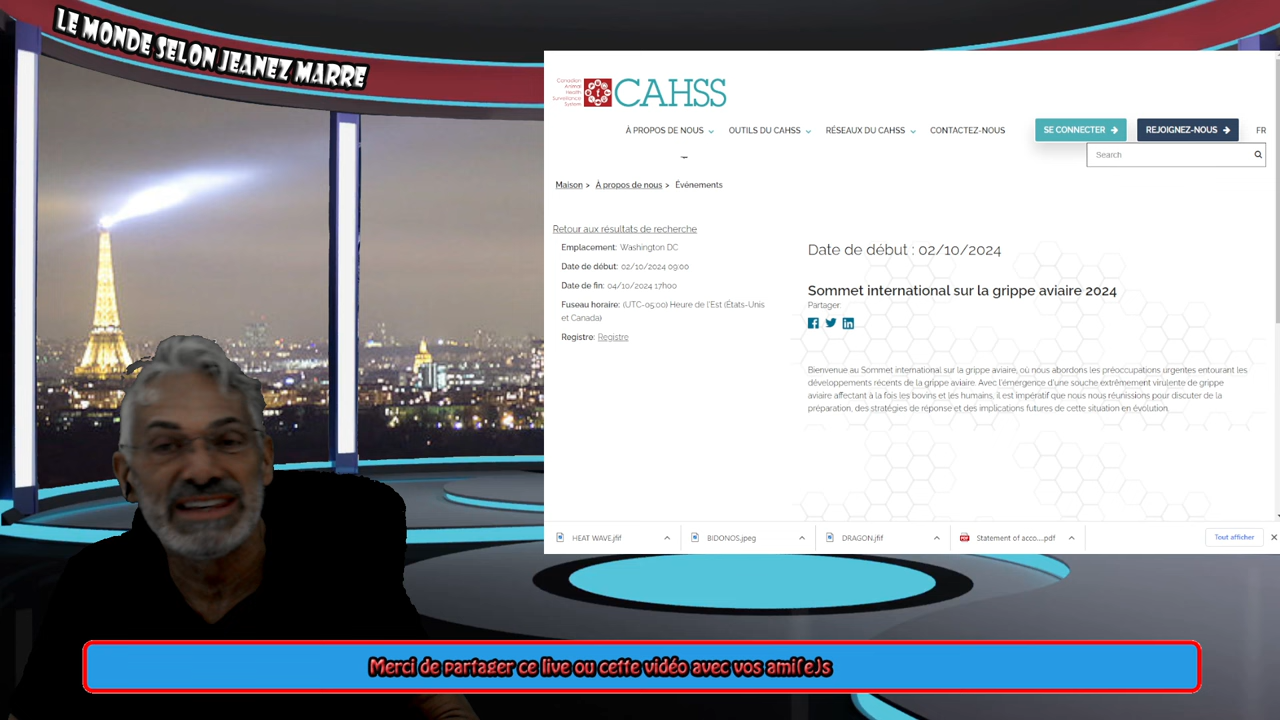 LE MONDE SELON JEANEZ MARRE
Canadian
Animal
Health
Surveillance
System
CAHSS
À PROPOS DE NOUS
OUTILS DU CAHSS
RÉSEAUX DU CAHSS
CONTACTEZ-NOUS
SE CONNECTER
REJOIGNEZ-NOUS
FR
Search
Maison > À propos de nous > Événements
Retour aux résultats de recherche
Emplacement: Washington DC
Date de début: 02/10/2024 09:00
Date de fin: 04/10/2024 17h00
Fuseau horaire: (UTC-05:00) Heure de l'Est (États-Unis
et Canada)
Registre: Registre
Date de début : 02/10/2024
Sommet international sur la grippe aviaire 2024
Partager:
Bienvenue au Sommet international sur la grippe aviaire, où nous abordons les préoccupations urgentes entourant les
développements récents de la grippe aviaire. Avec l'émergence d'une souche extrêmement virulente de grippe
aviaire affectant à la fois les bovins et les humains, il est impératif que nous nous réunissions pour discuter de la
préparation, des stratégies de réponse et des implications futures de cette situation en évolution.
HEAT WAVE.jfif
BIDONOS.jpeg
DRAGON.jfif
Statement of acco....pdf
Tout afficher
Merci de partager ce live ou cette vidéo avec vos ami(e)s